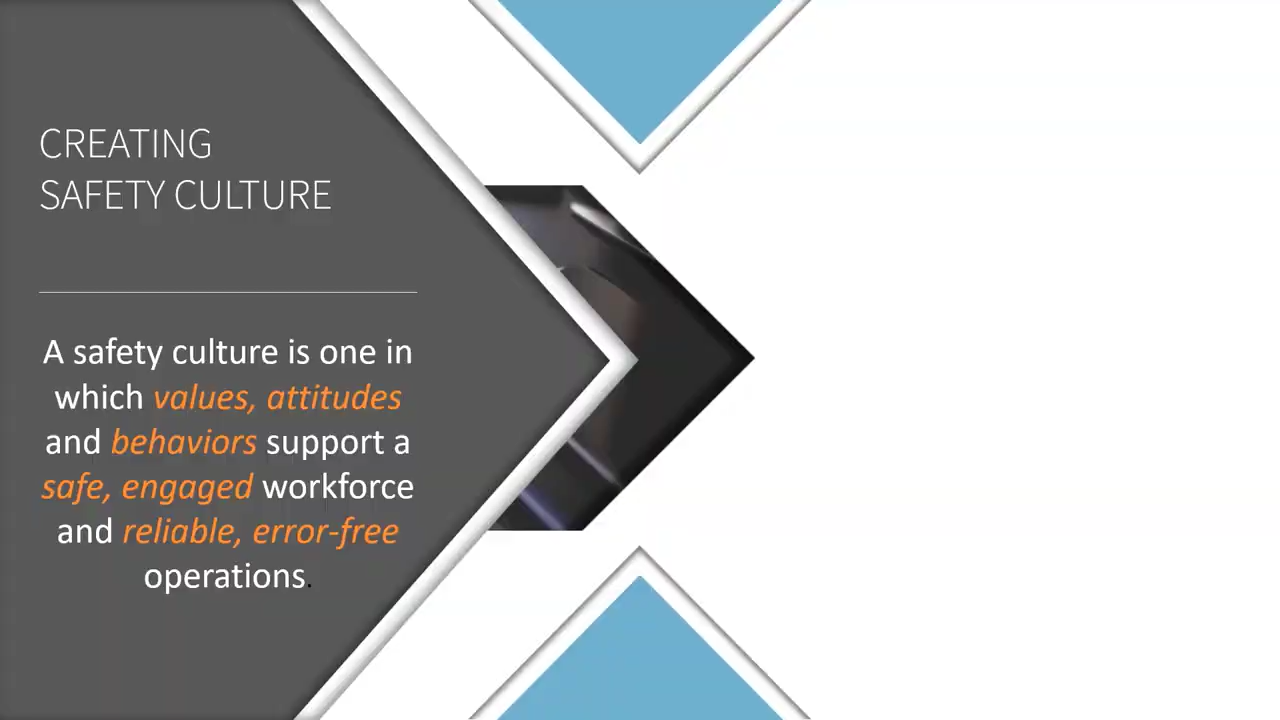 CREATING
SAFETY CULTURE
A safety culture is one in
which values, attitudes
and behaviors support a
safe, engaged workforce
and reliable, error-free
operations.